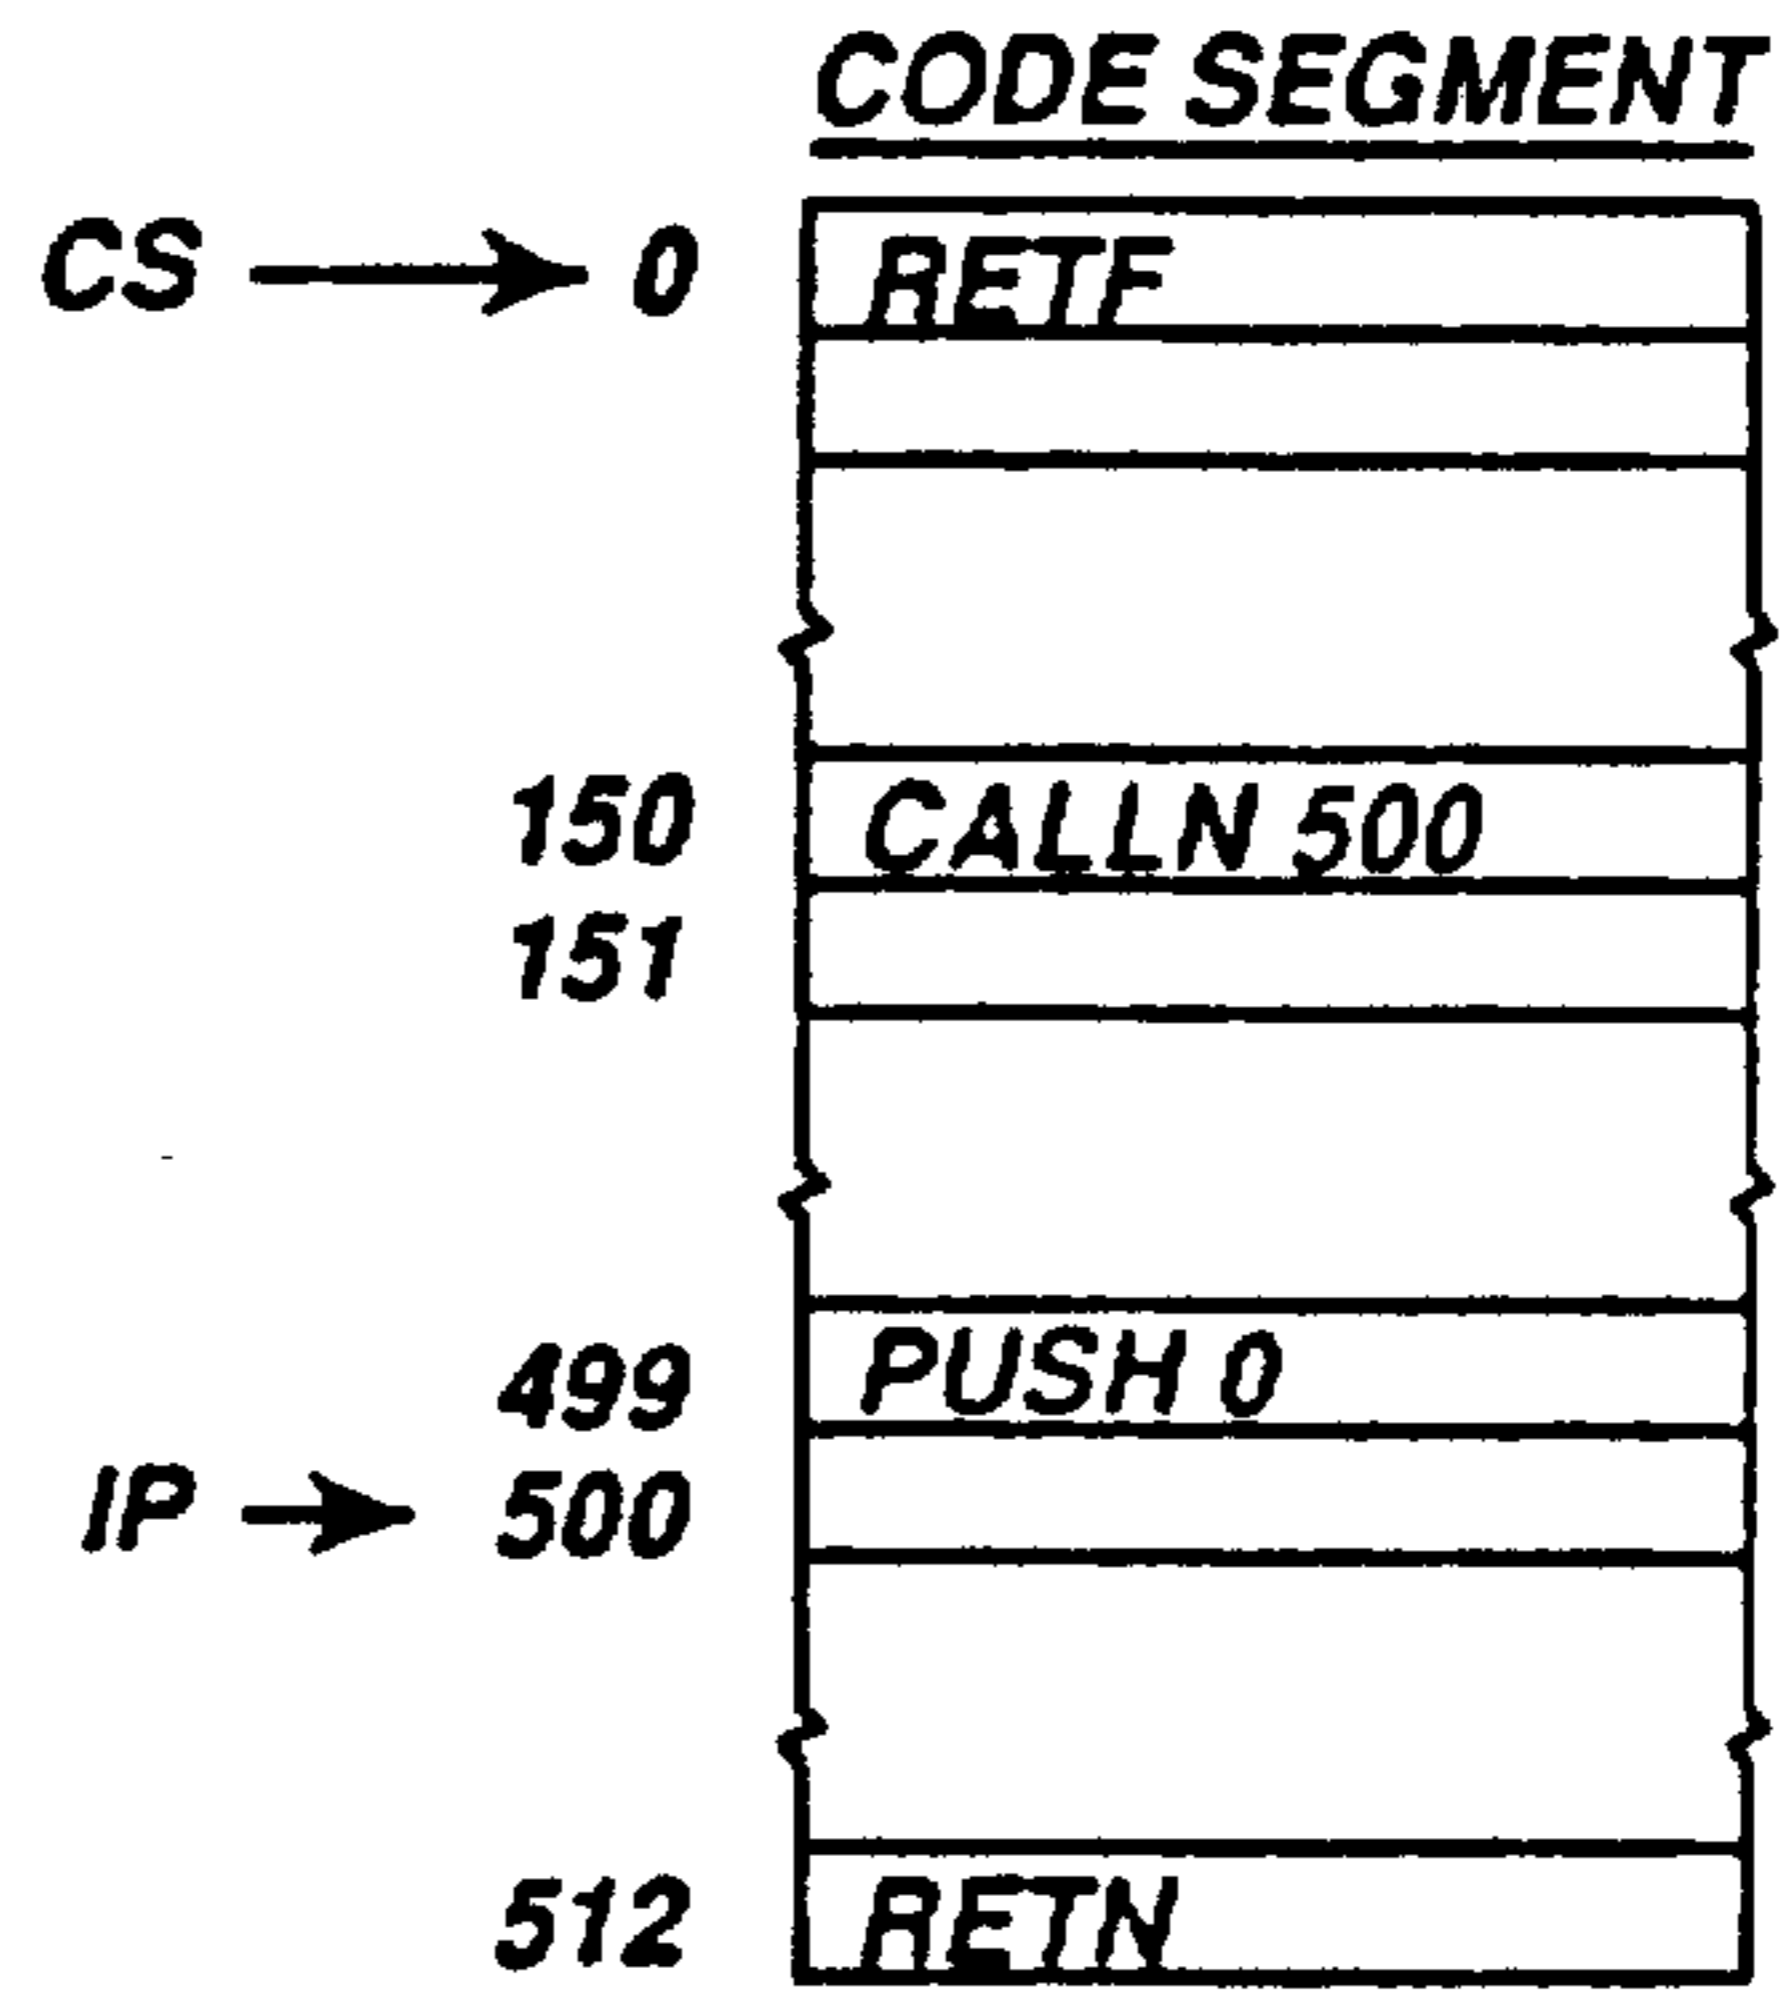 CODE SEGMENT
CS 0 RETF
150 CALLN 500
151
499 PUSH 0
IP 500
512 RETN